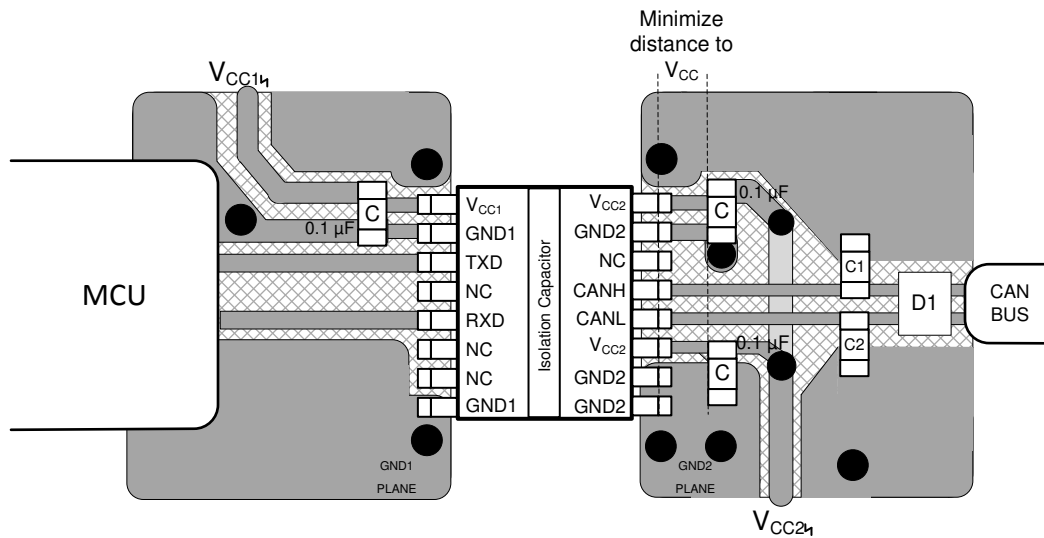 Minimize
distance to
VCC
VCC1
MCU
C
0.1 µF
VCC1
GND1
TXD
NC
RXD
NC
NC
GND1
Isolation Capacitor
VCC2
GND2
NC
CANH
CANL
VCC2
GND2
GND2
0.1 µF
C
0.1 µF
C
C1
C2
D1
CAN
BUS
GND1
PLANE
GND2
PLANE
VCC2